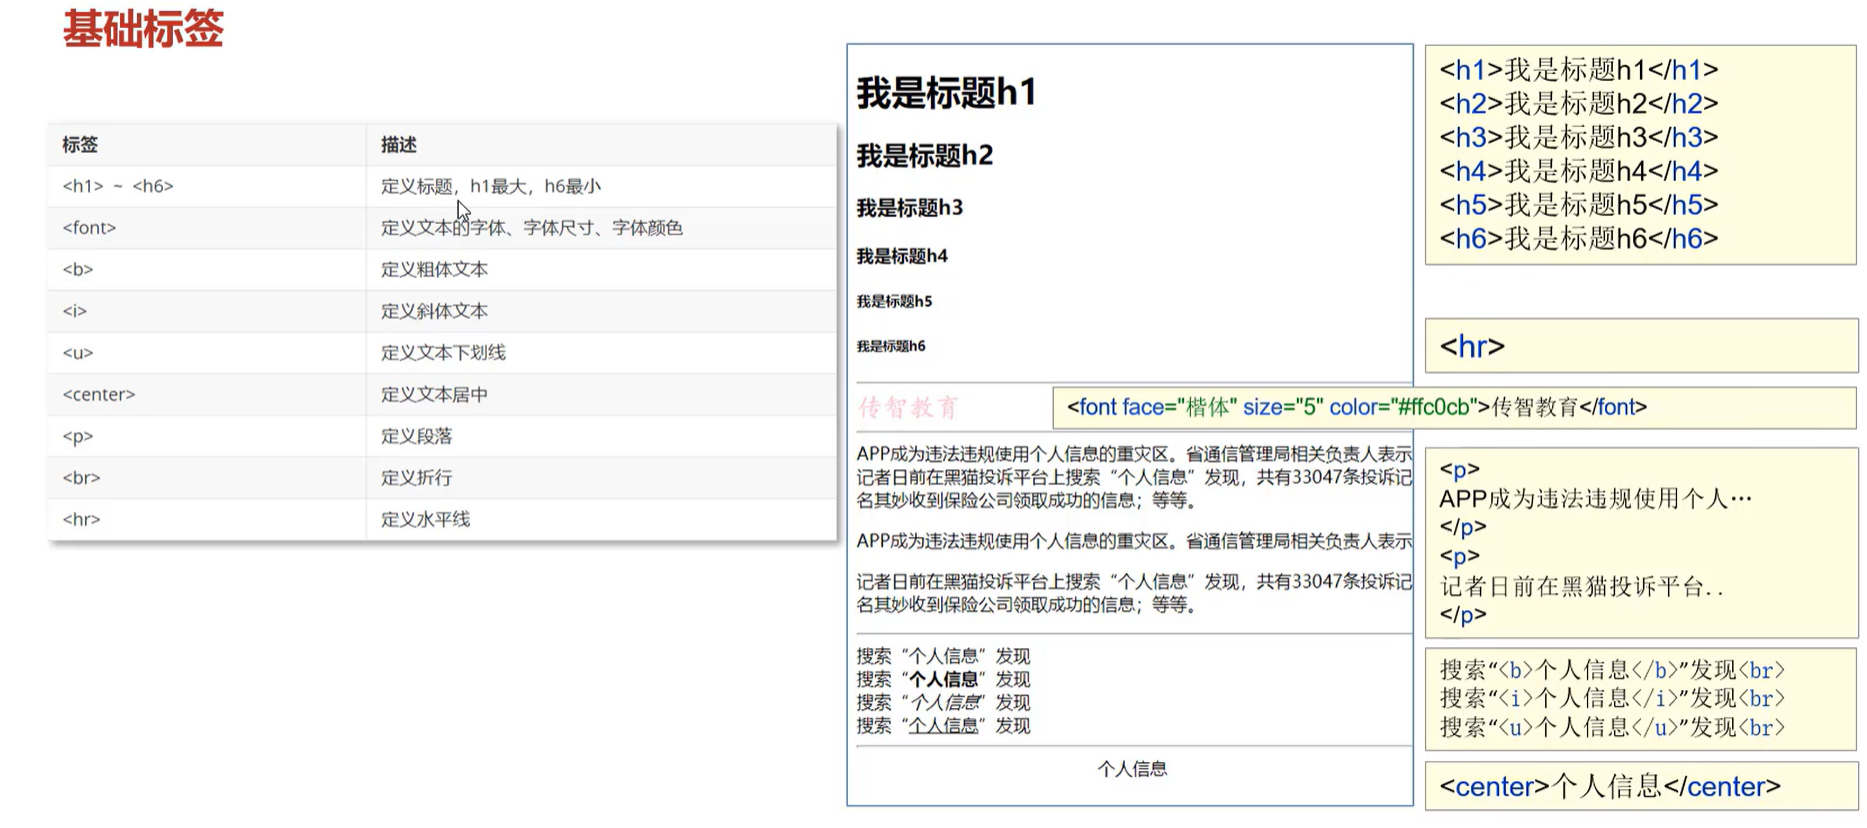 基础标签
标签 描述
<h1> ~ <h6> 定义标题，h1最大，h6最小
<font> 定义文本的字体、字体尺寸、字体颜色
<b> 定义粗体文本
<i> 定义斜体文本
<u> 定义文本下划线
<center> 定义文本居中
<p> 定义段落
<br> 定义折行
<hr> 定义水平线
我是标题h1
我是标题h2
我是标题h3
我是标题h4
我是标题h5
我是标题h6
传智教育
APP成为违法违规使用个人信息的重灾区。省通信管理局相关负责人表示
记者日前在黑猫投诉平台上搜索“个人信息”发现，共有33047条投诉记
名其妙收到保险公司领取成功的信息；等等。
APP成为违法违规使用个人信息的重灾区。省通信管理局相关负责人表示
记者日前在黑猫投诉平台上搜索“个人信息”发现，共有33047条投诉记
名其妙收到保险公司领取成功的信息；等等。
搜索“个人信息”发现
搜索“个人信息”发现
搜索“个人信息”发现
搜索“个人信息”发现
个人信息
<h1>我是标题h1</h1>
<h2>我是标题h2</h2>
<h3>我是标题h3</h3>
<h4>我是标题h4</h4>
<h5>我是标题h5</h5>
<h6>我是标题h6</h6>
<hr>
<font face="楷体" size="5" color="#ffc0cb">传智教育</font>
<p>
APP成为违法违规使用个人…
</p>
<p>
记者日前在黑猫投诉平台..
</p>
搜索“<b>个人信息</b>”发现<br>
搜索“<i>个人信息</i>”发现<br>
搜索“<u>个人信息</u>”发现<br>
<center>个人信息</center>